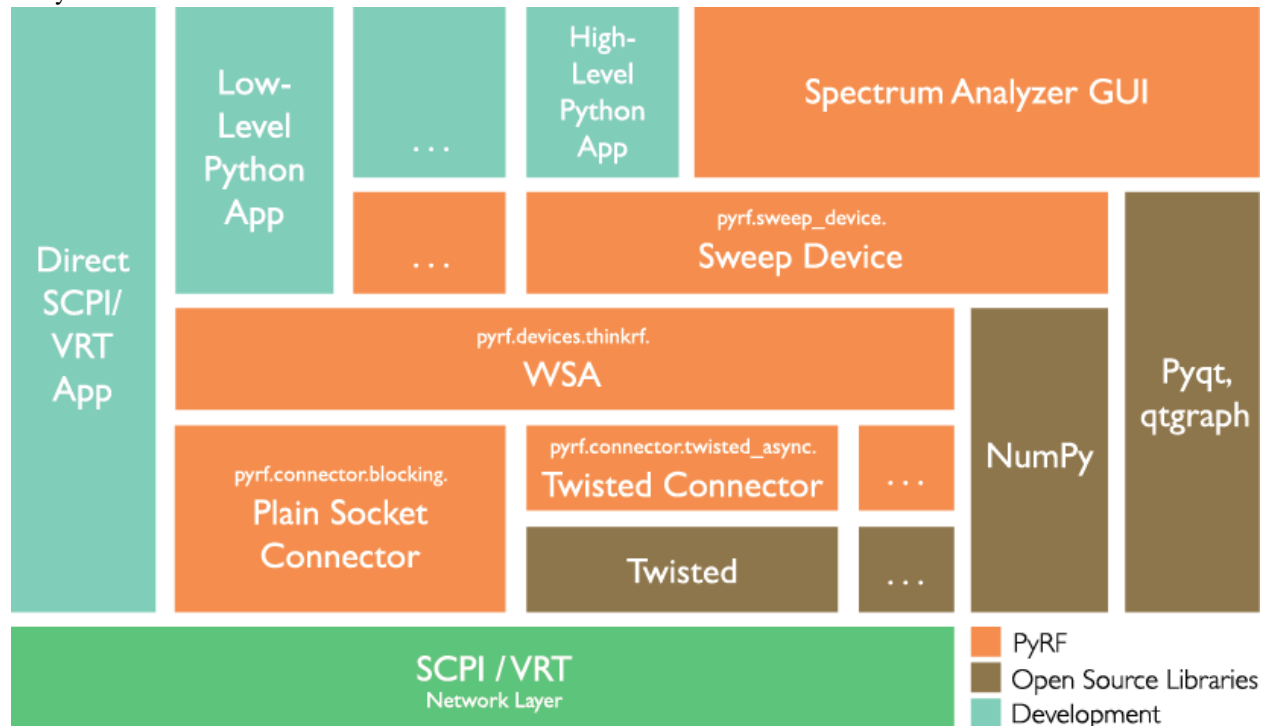 Low-
Level
Python
App
...
High-
Level
Python
App
Spectrum Analyzer GUI
Direct
SCPI/
VRT
App
...
pyrf.sweep_device.
Sweep Device
Pyqt,
qtgraph
pyrf.devices.thinkrf.
WSA
NumPy
pyrf.connector.blocking.
Plain Socket
Connector
pyrf.connector.twisted_async.
Twisted Connector
...
Twisted
...
SCPI / VRT
Network Layer
PyRF
Open Source Libraries
Development